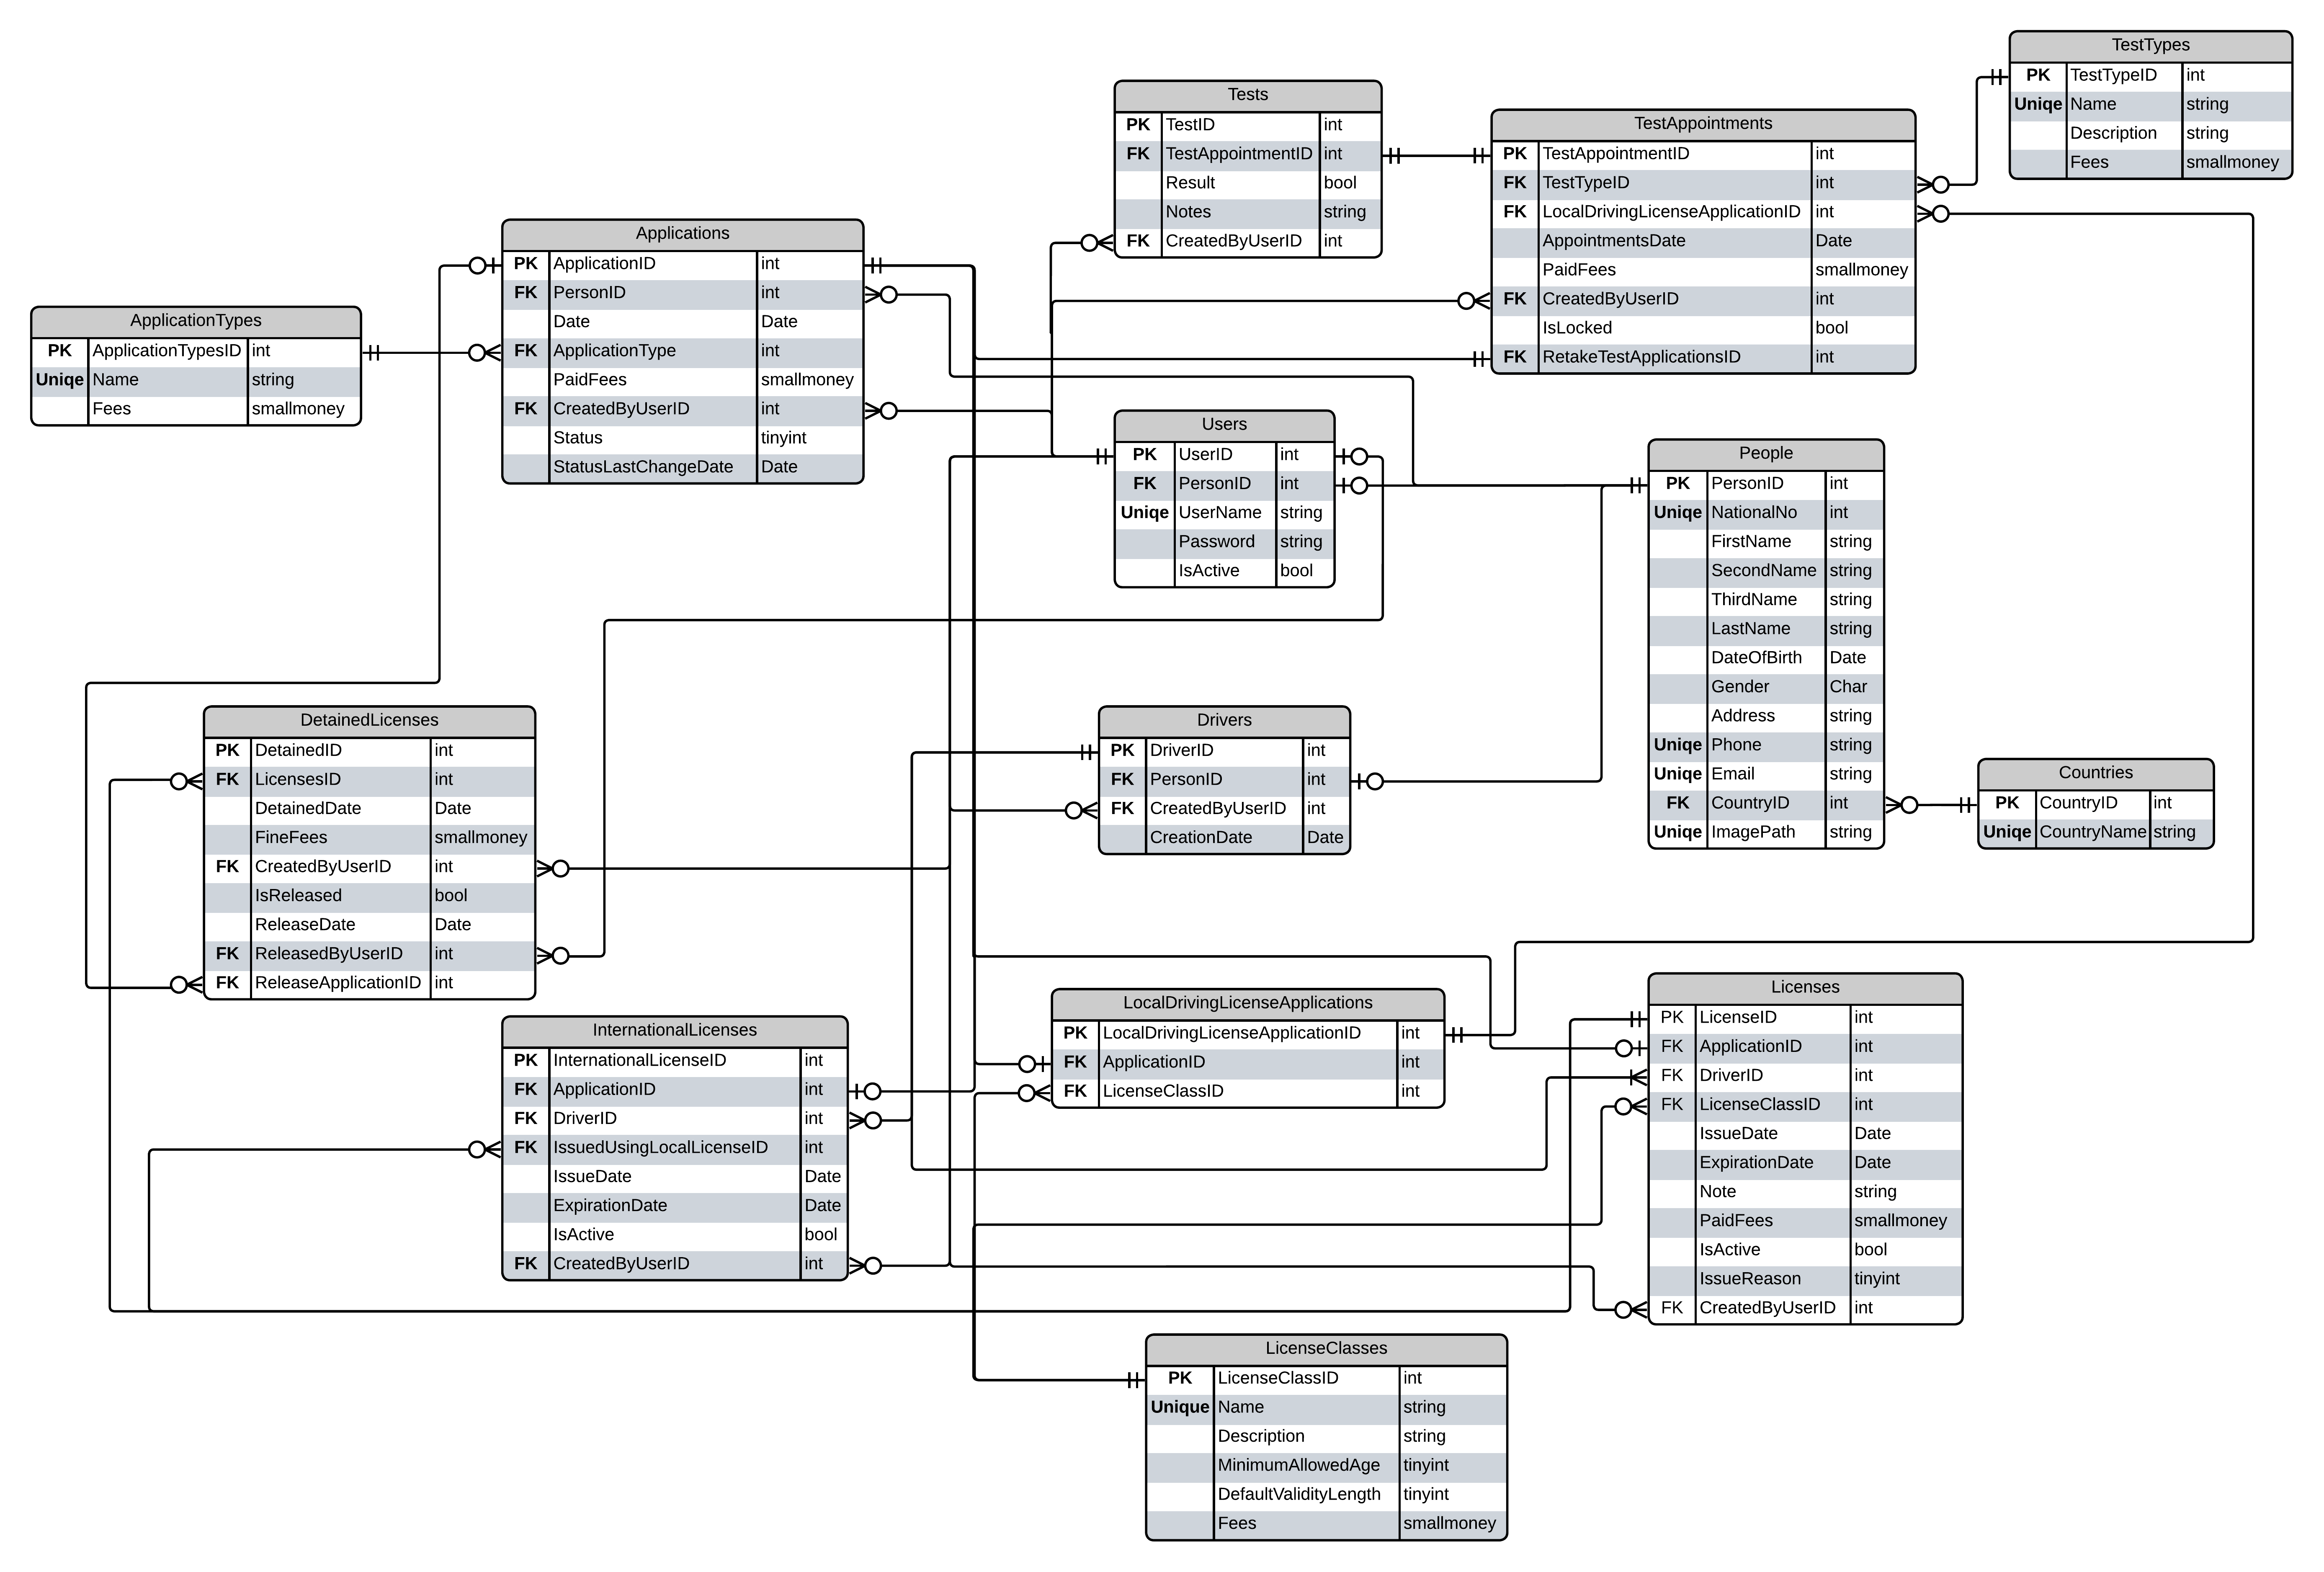 TestTypes
PK TestTypeID int
Uniqe Name string
Description string
Fees smallmoney
Tests
PK TestID int
FK TestAppointmentID int
Result bool
Notes string
FK CreatedByUserID int
TestAppointments
PK TestAppointmentID int
FK TestTypeID int
FK LocalDrivingLicenseApplicationID int
AppointmentsDate Date
PaidFees smallmoney
FK CreatedByUserID int
IsLocked bool
FK RetakeTestApplicationsID int
Applications
PK ApplicationID int
FK PersonID int
Date Date
FK ApplicationType int
PaidFees smallmoney
FK CreatedByUserID int
Status tinyint
StatusLastChangeDate Date
ApplicationTypes
PK ApplicationTypesID int
Uniqe Name string
Fees smallmoney
Users
PK UserID int
FK PersonID int
Uniqe UserName string
Password string
IsActive bool
People
PK PersonID int
Uniqe NationalNo int
FirstName string
SecondName string
ThirdName string
LastName string
DateOfBirth Date
Gender Char
Address string
Uniqe Phone string
Uniqe Email string
FK CountryID int
Uniqe ImagePath string
Countries
PK CountryID int
Uniqe CountryName string
DetainedLicenses
PK DetainedID int
FK LicensesID int
DetainedDate Date
FineFees smallmoney
FK CreatedByUserID int
IsReleased bool
ReleaseDate Date
FK ReleasedByUserID int
FK ReleaseApplicationID int
Drivers
PK DriverID int
FK PersonID int
FK CreatedByUserID int
CreationDate Date
InternationalLicenses
PK InternationalLicenseID int
FK ApplicationID int
FK DriverID int
FK IssuedUsingLocalLicenseID int
IssueDate Date
ExpirationDate Date
IsActive bool
FK CreatedByUserID int
LocalDrivingLicenseApplications
PK LocalDrivingLicenseApplicationID int
FK ApplicationID int
FK LicenseClassID int
Licenses
PK LicenseID int
FK ApplicationID int
FK DriverID int
FK LicenseClassID int
IssueDate Date
ExpirationDate Date
Note string
PaidFees smallmoney
IsActive bool
IssueReason tinyint
FK CreatedByUserID int
LicenseClasses
PK LicenseClassID int
Unique Name string
Description string
MinimumAllowedAge tinyint
DefaultValidityLength tinyint
Fees smallmoney